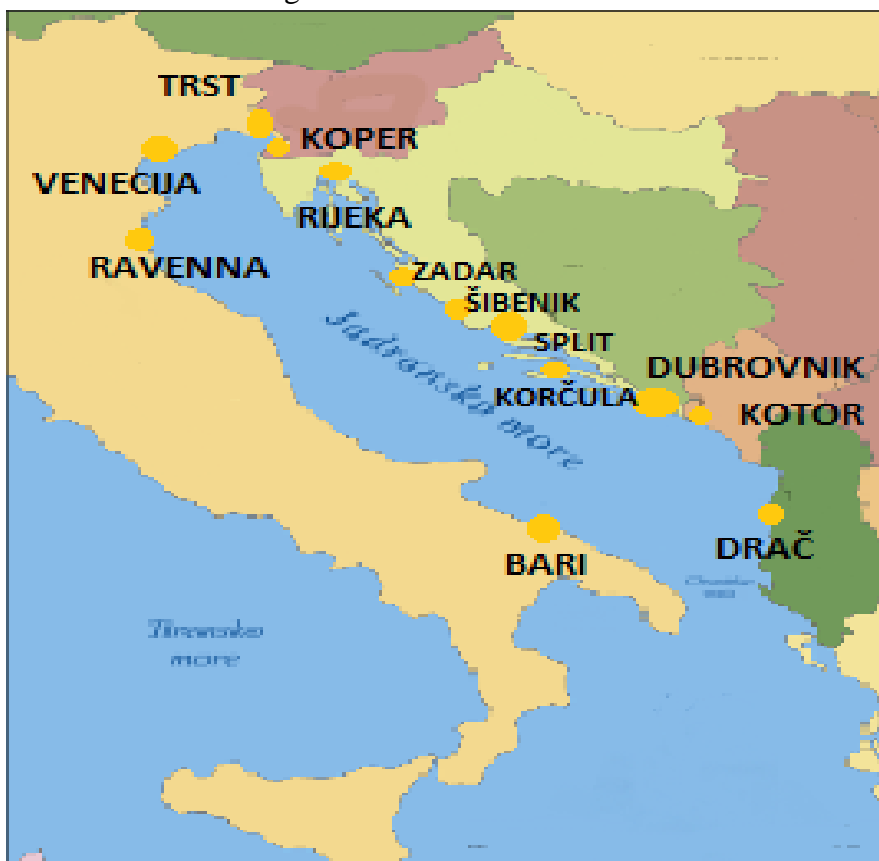 TRST
KOPER
VENECIJA
RIJEKA
RAVENNA
ZADAR
ŠIBENIK
SPLIT
Jadransko more
DUBROVNIK
KORČULA
KOTOR
DRAČ
BARI
Tirensko
more